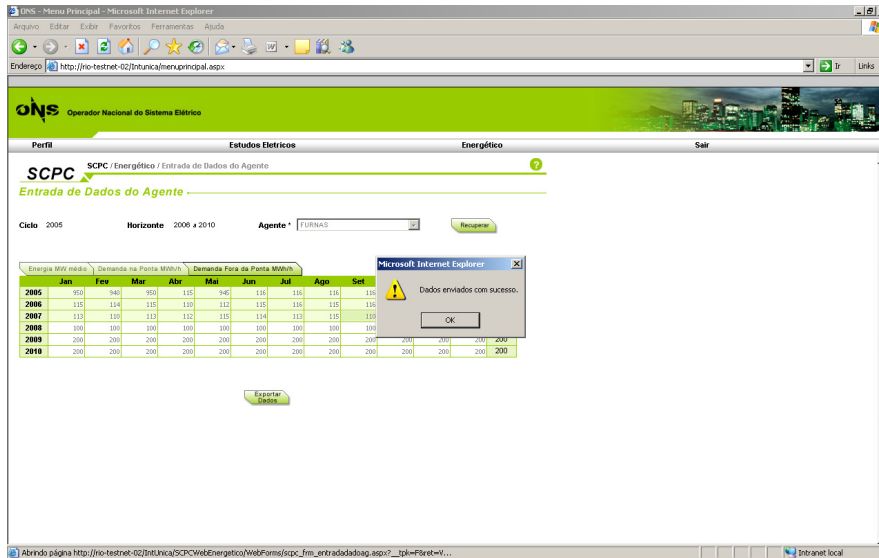 ONS - Menu Principal - Microsoft Internet Explorer
Arquivo Editar Exibir Favoritos Ferramentas Ajuda
Endereço http://rio-testnet-02/Intunica/menuprincipal.aspx Ir Links
ONS Operador Nacional do Sistema Elétrico
Perfil Estudos Eletricos Energético Sair
SCPC SCPC / Energético / Entrada de Dados do Agente ?
Entrada de Dados do Agente
Ciclo 2005 Horizonte 2006 a 2010 Agente * FURNAS Recuperar
Energia MW médio Demanda na Ponta MWh/h Demanda Fora da Ponta MWh/h
Jan Fev Mar Abr Mai Jun Jul Ago Set
2005 950 940 950 115 945 116 115 116 116
2006 115 114 115 110 112 115 116 115 116
2007 113 110 113 112 115 114 113 115 110
2008 100 100 100 100 100 100 100 100 100
2009 200 200 200 200 200 200 200 200 200 200 200 200 200
2010 200 200 200 200 200 200 200 200 200 200 200 200 200
Microsoft Internet Explorer
Dados enviados com sucesso.
OK
Exportar
Dados
Abrindo página http://rio-testnet-02/IntUnica/SCPCWebEnergetico/WebForms/scpc_frm_entradadadoag.aspx?__tpk=F&ret=V... Intranet local